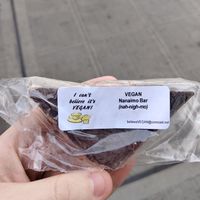 I can't
believe it's
VEGAN!
VEGAN
Nanaimo Bar
(nah-nigh-mo)